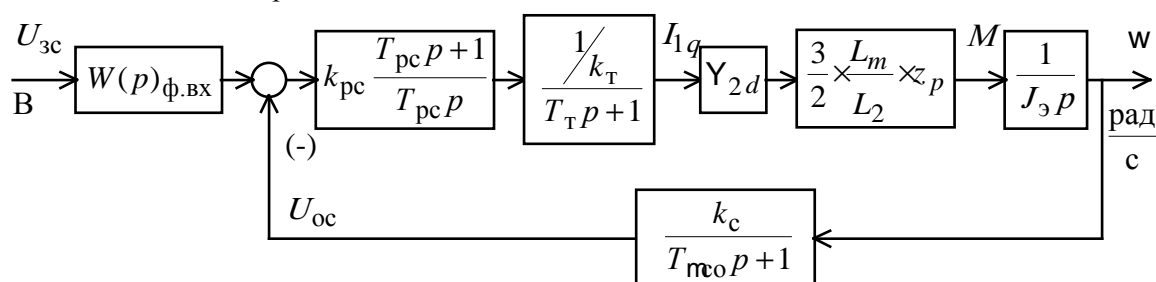 U_зс
В
W(p)_ф.вх
(-)
k_рс (T_рс p + 1)/(T_рс p)
(1/k_т)/(T_т p + 1)
I_1q
Y_2d
3/2 × L_m/L_2 × z_p
M
1/(J_э p)
w
рад/с
U_ос
k_с/(T_mсо p + 1)